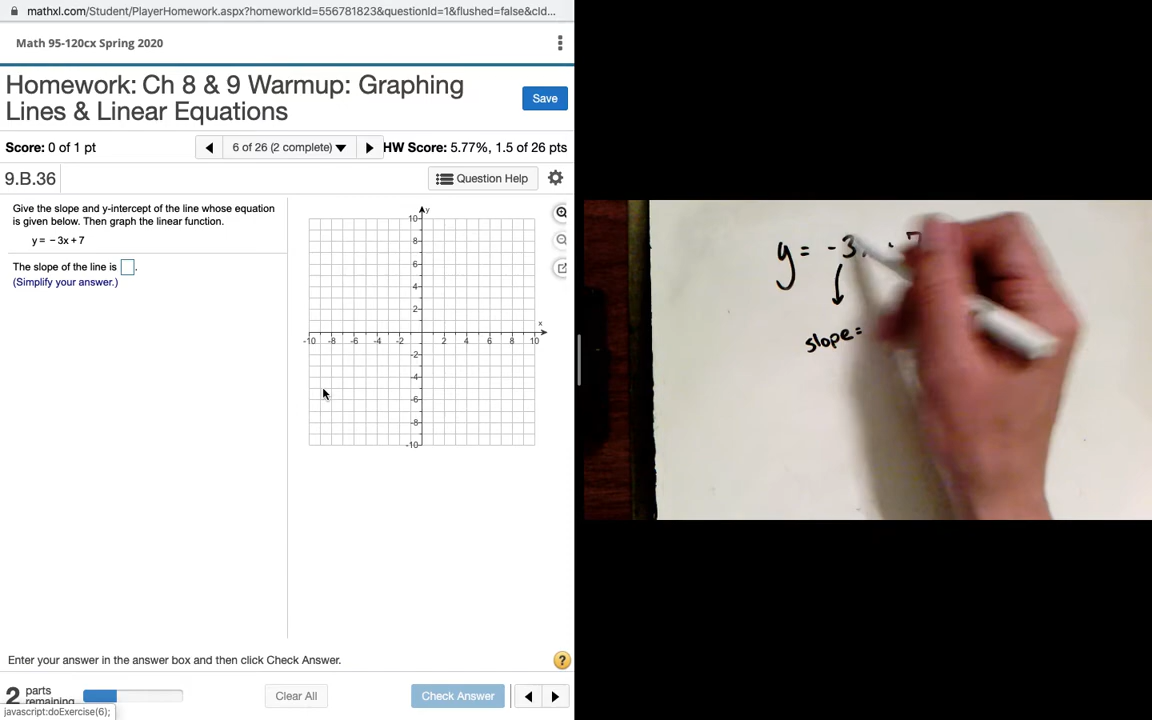 mathxl.com/Student/PlayerHomework.aspx?homeworkId=556781823&questionId=1&flushed=false&cId...
Math 95-120cx Spring 2020
Homework: Ch 8 & 9 Warmup: Graphing
Lines & Linear Equations
Save
Score: 0 of 1 pt
6 of 26 (2 complete)
HW Score: 5.77%, 1.5 of 26 pts
9.B.36
Question Help
Give the slope and y-intercept of the line whose equation
is given below. Then graph the linear function.
y = -3x+7
The slope of the line is
.
(Simplify your answer.)
y
10
8
6
4
2
x
-10 -8 -6 -4 -2 2 4 6 8 10
-2
-4
-6
-8
-10
y = -3
7
slope=
Enter your answer in the answer box and then click Check Answer.
?
2 parts
remaining
Clear All
Check Answer
javascript:doExercise(6);